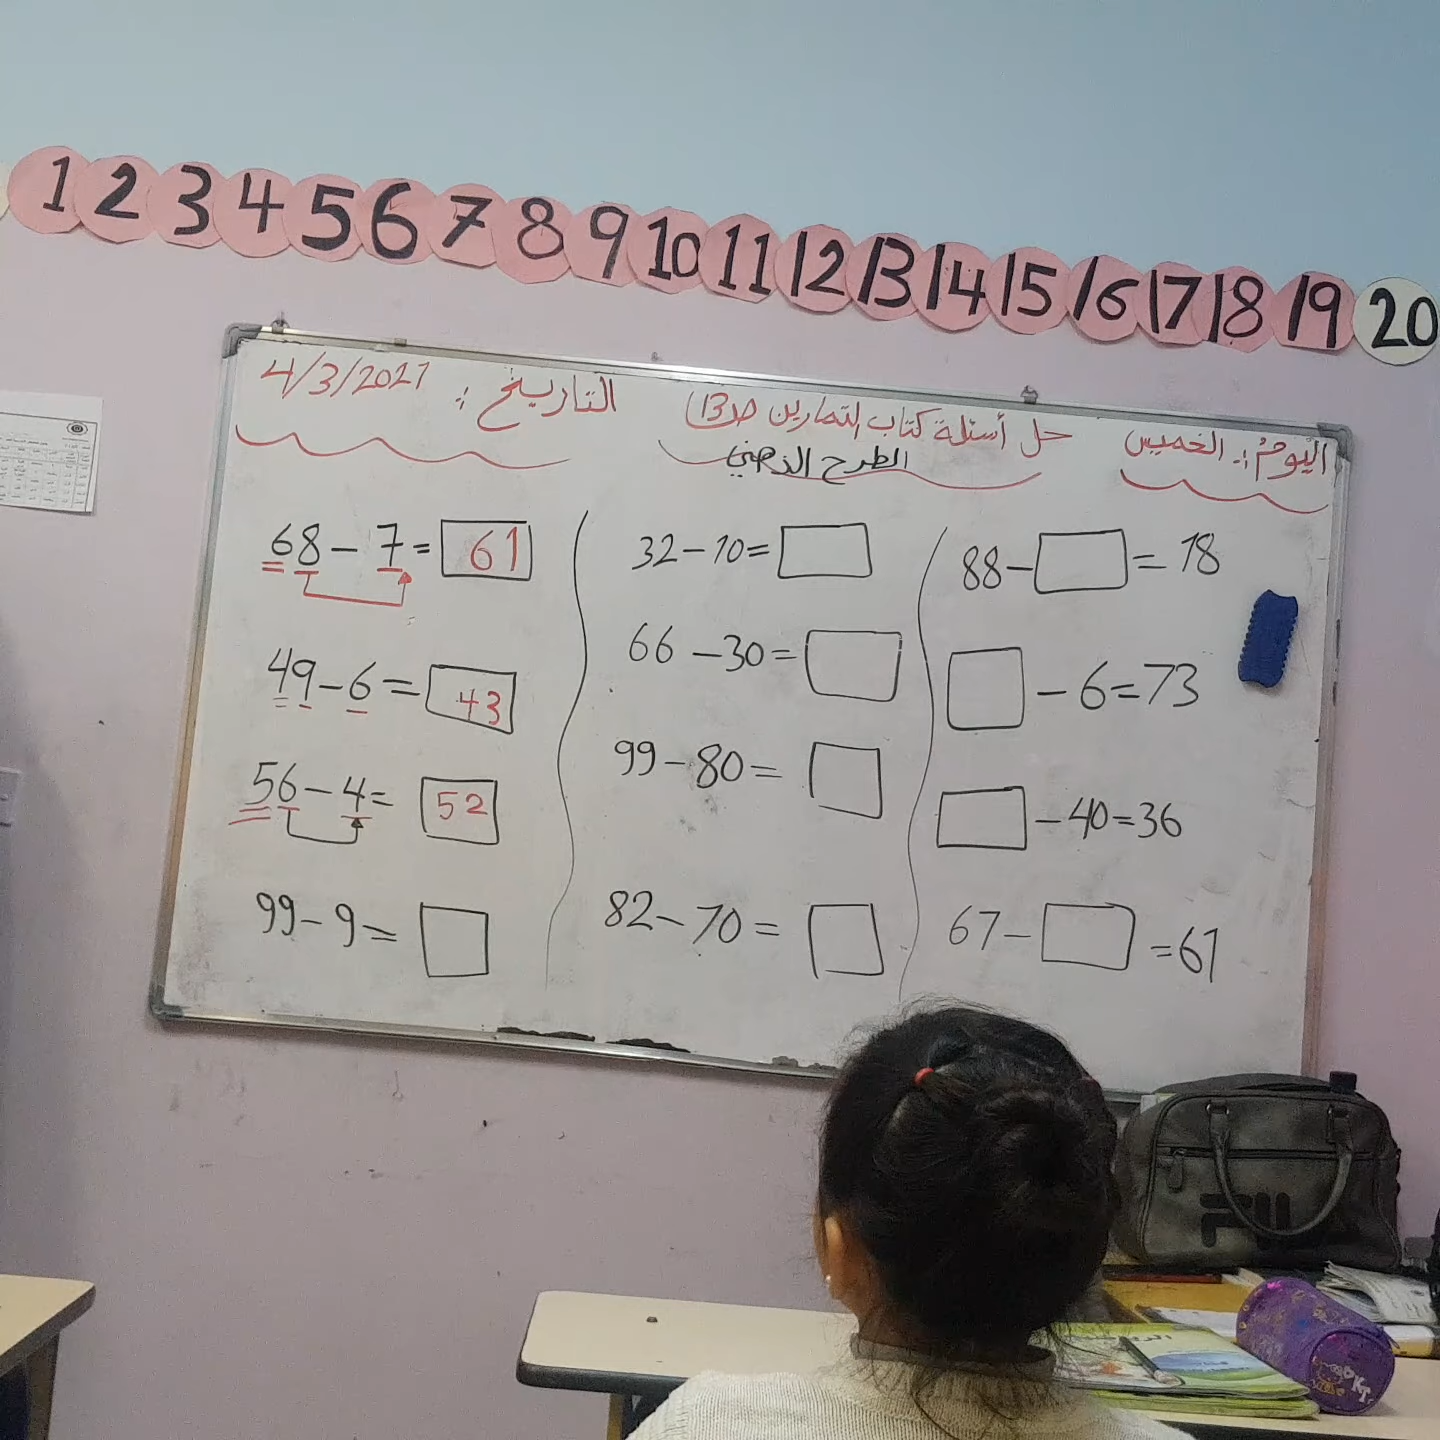 1 2 3 4 5 6 7 8 9 10 11 12 13 14 15 16 17 18 19 20
اليوم :. الخميس
حل أسئلة كتاب التمارين ص13
الطرح الذهني
التاريخ :. 4/3/2021
68 - 7 = 61
49 - 6 = 43
56 - 4 = 52
99 - 9 =
32 - 10 =
66 - 30 =
99 - 80 =
82 - 70 =
88 - = 18
- 6 = 73
- 40 = 36
67 - = 61
FILA